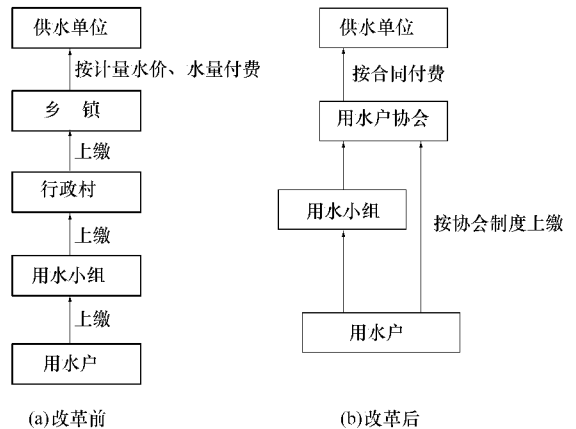 供水单位
按计量水价、水量付费
乡 镇
上缴
行政村
上缴
用水小组
上缴
用水户
(a)改革前
供水单位
按合同付费
用水户协会
用水小组
按协会制度上缴
用水户
(b)改革后